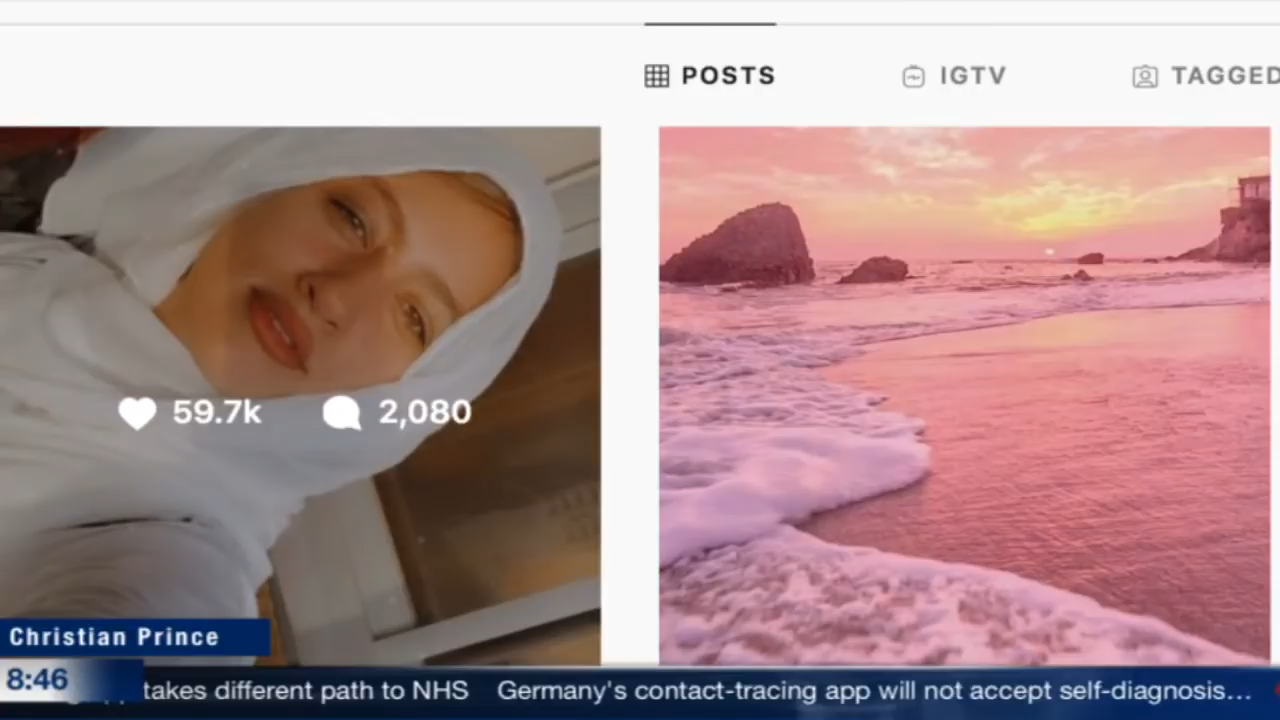 POSTS
IGTV
TAGGED
59.7k
2,080
Christian Prince
8:46
takes different path to NHS Germany's contact-tracing app will not accept self-diagnosis...